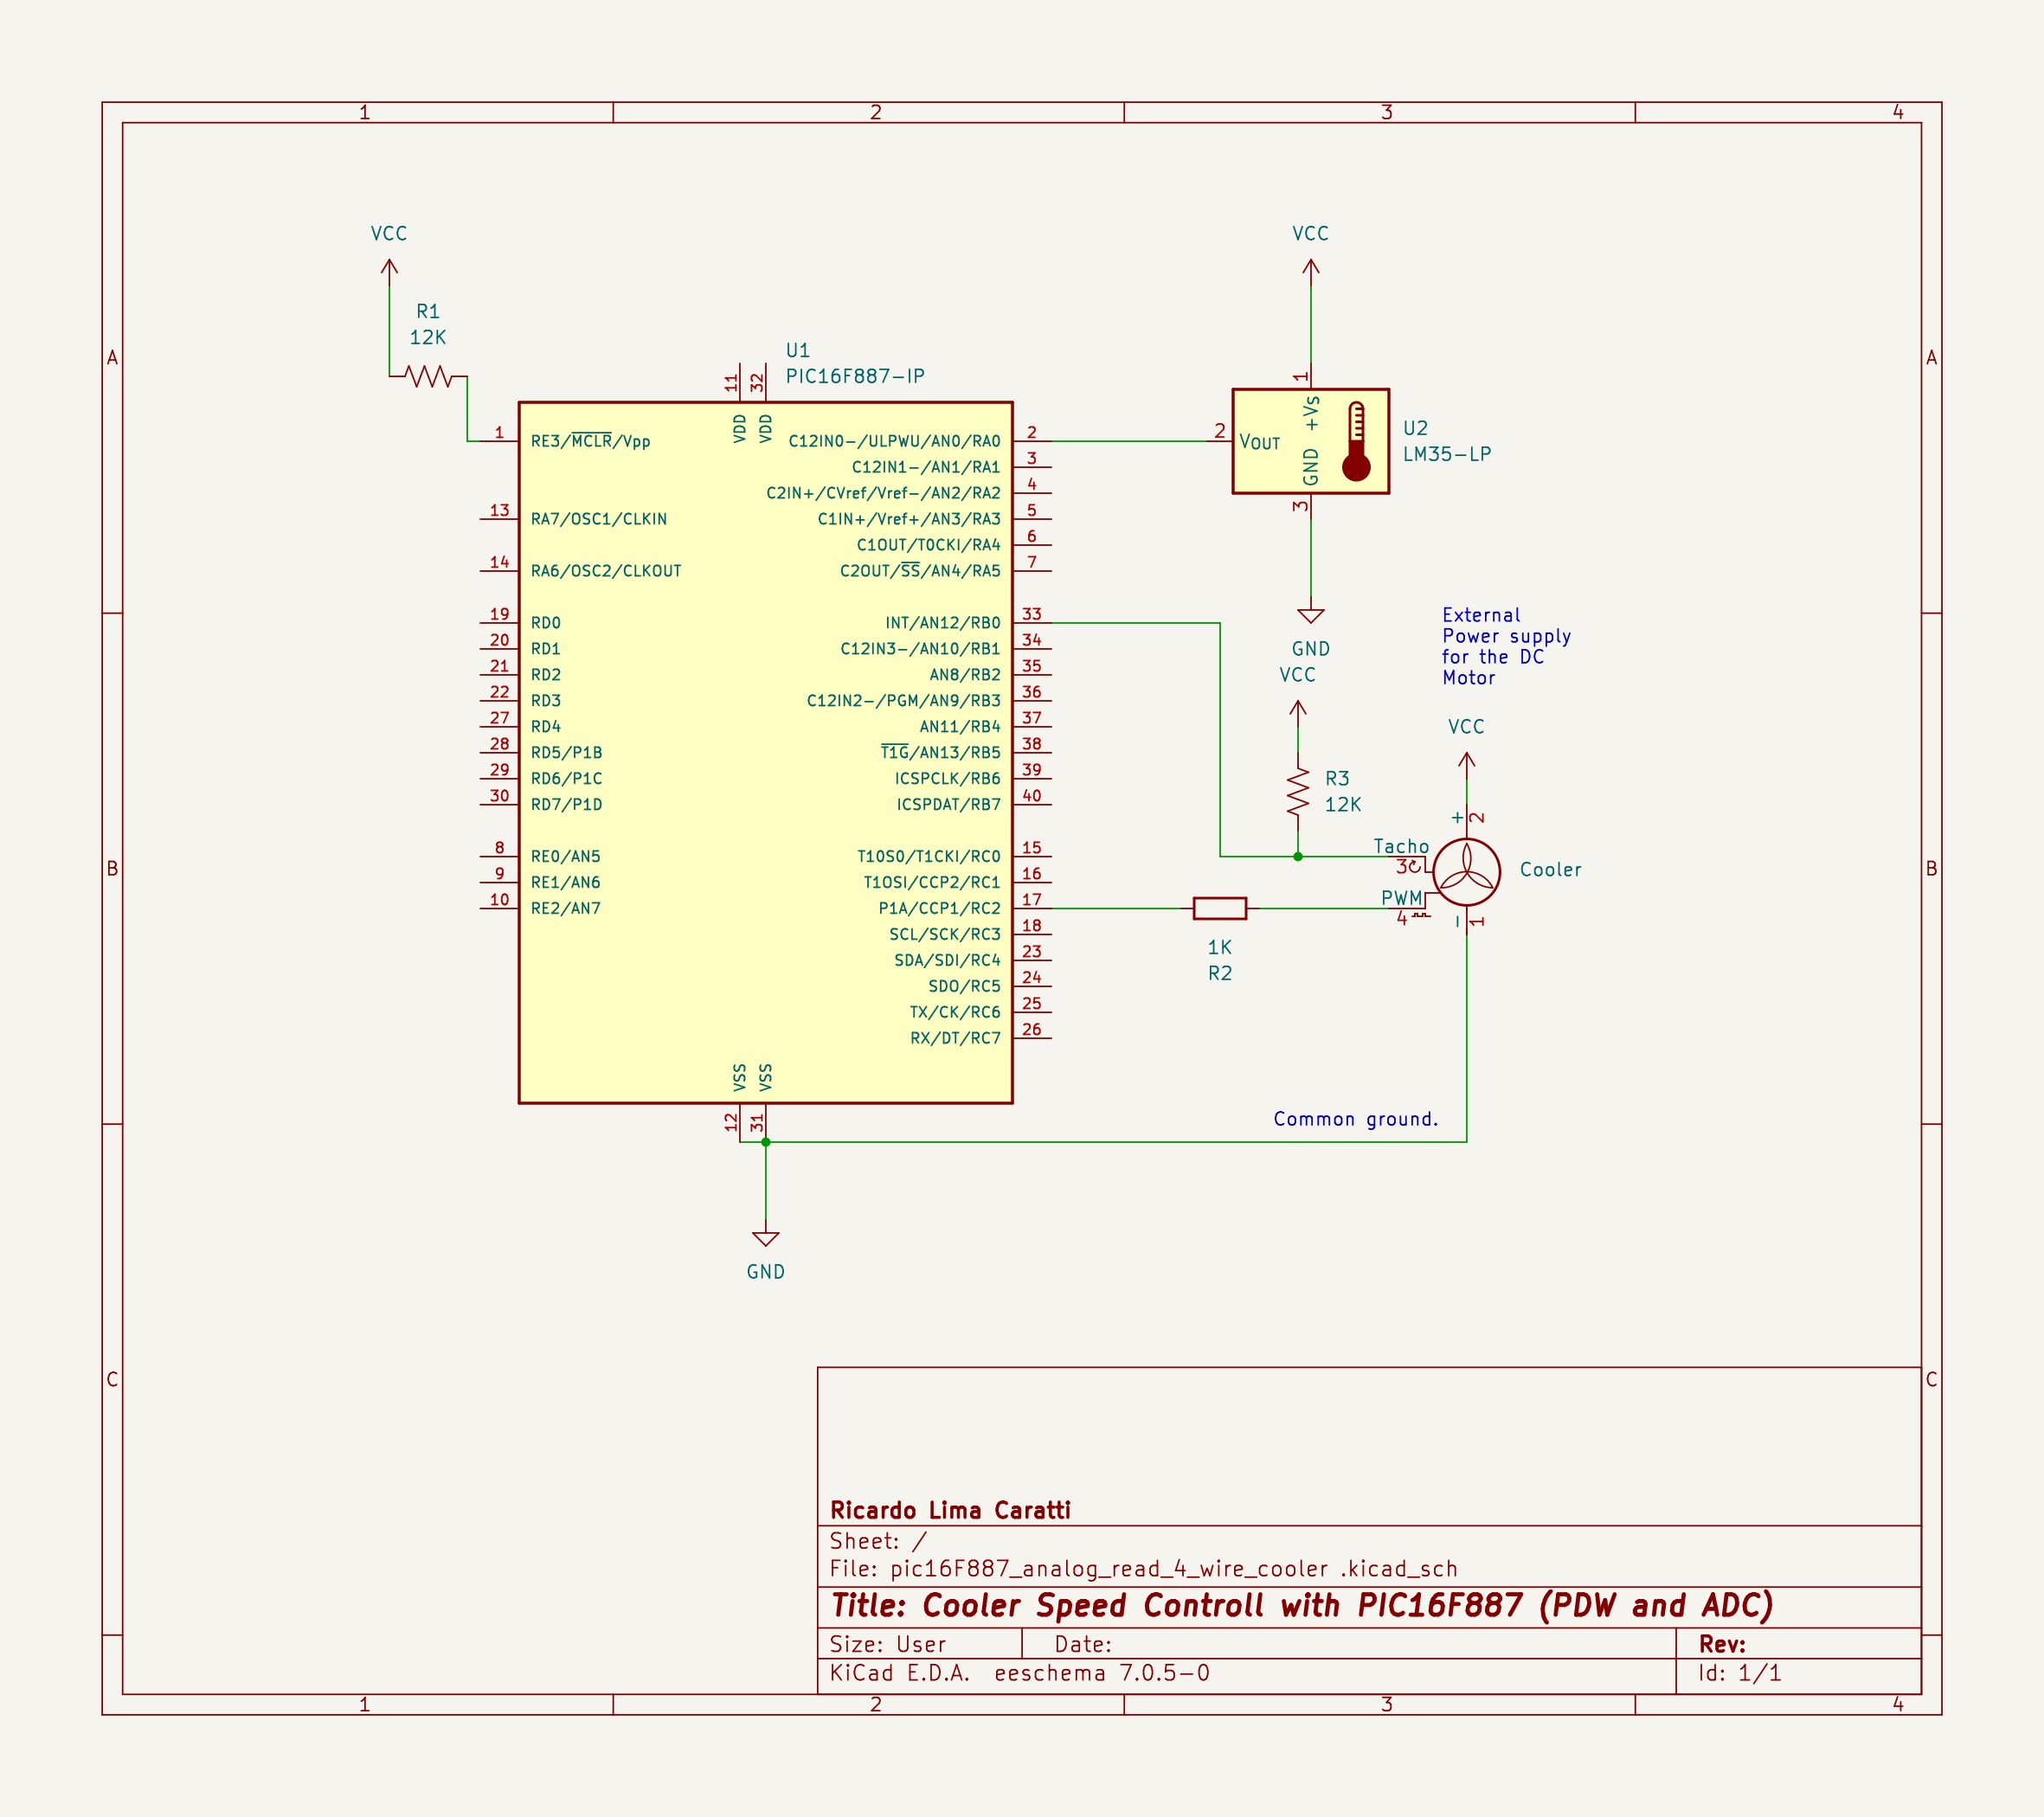 1 2 3 4
VCC
VCC
R1
12K
A
A
U1
PIC16F887-IP
11
32
1
VDD
VDD
+Vs
1
RE3/MCLR/Vpp
C12IN0-/ULPWU/AN0/RA0
2
2
VOUT
GND
U2
LM35-LP
C12IN1-/AN1/RA1
3
C2IN+/CVref/Vref-/AN2/RA2
4
3
13
RA7/OSC1/CLKIN
C1IN+/Vref+/AN3/RA3
5
C1OUT/T0CKI/RA4
6
14
RA6/OSC2/CLKOUT
C2OUT/SS/AN4/RA5
7
19
RD0
INT/AN12/RB0
33
20
RD1
C12IN3-/AN10/RB1
34
GND
21
RD2
AN8/RB2
35
VCC
External
Power supply
for the DC
Motor
22
RD3
C12IN2-/PGM/AN9/RB3
36
27
RD4
AN11/RB4
37
VCC
28
RD5/P1B
T1G/AN13/RB5
38
29
RD6/P1C
ICSPCLK/RB6
39
R3
12K
30
RD7/P1D
ICSPDAT/RB7
40
+
2
8
RE0/AN5
T1OSO/T1CKI/RC0
15
Tacho
3
B
B
Cooler
9
RE1/AN6
T1OSI/CCP2/RC1
16
10
RE2/AN7
P1A/CCP1/RC2
17
PWM
4
-
1
SCL/SCK/RC3
18
1K
R2
SDA/SDI/RC4
23
SDO/RC5
24
TX/CK/RC6
25
RX/DT/RC7
26
VSS
VSS
12
31
Common ground.
GND
C
C
Ricardo Lima Caratti
Sheet: /
File: pic16F887_analog_read_4_wire_cooler .kicad_sch
Title: Cooler Speed Controll with PIC16F887 (PDW and ADC)
Size: User Date: Rev:
KiCad E.D.A. eeschema 7.0.5-0 Id: 1/1
1 2 3 4